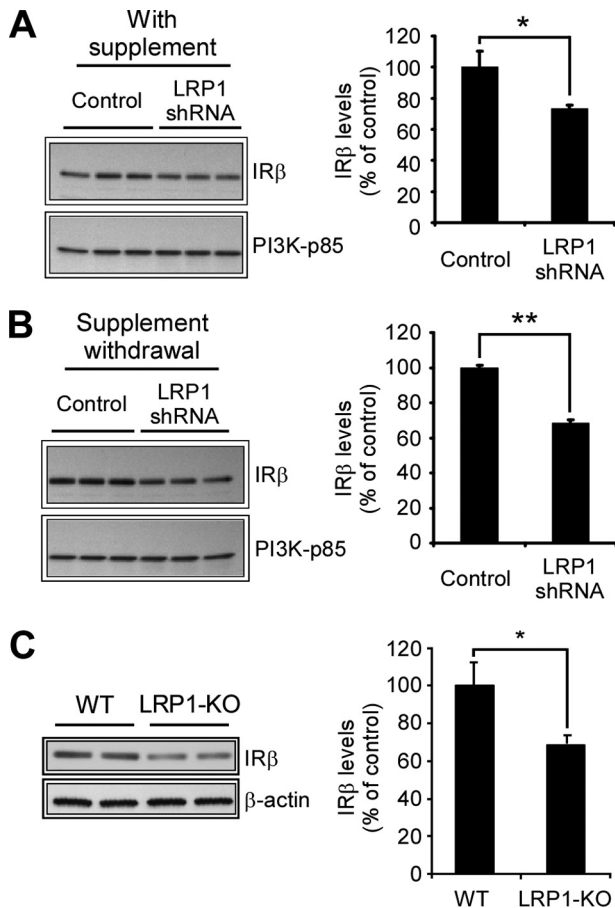 A
With
supplement
Control
LRP1
shRNA
IRβ
PI3K-p85
IRβ levels
(% of control)
120
100
80
60
40
20
0
*
Control
LRP1
shRNA
B
Supplement
withdrawal
Control
LRP1
shRNA
IRβ
PI3K-p85
IRβ levels
(% of control)
120
100
80
60
40
20
0
**
Control
LRP1
shRNA
C
WT
LRP1-KO
IRβ
β-actin
IRβ levels
(% of control)
120
100
80
60
40
20
0
*
WT
LRP1-KO